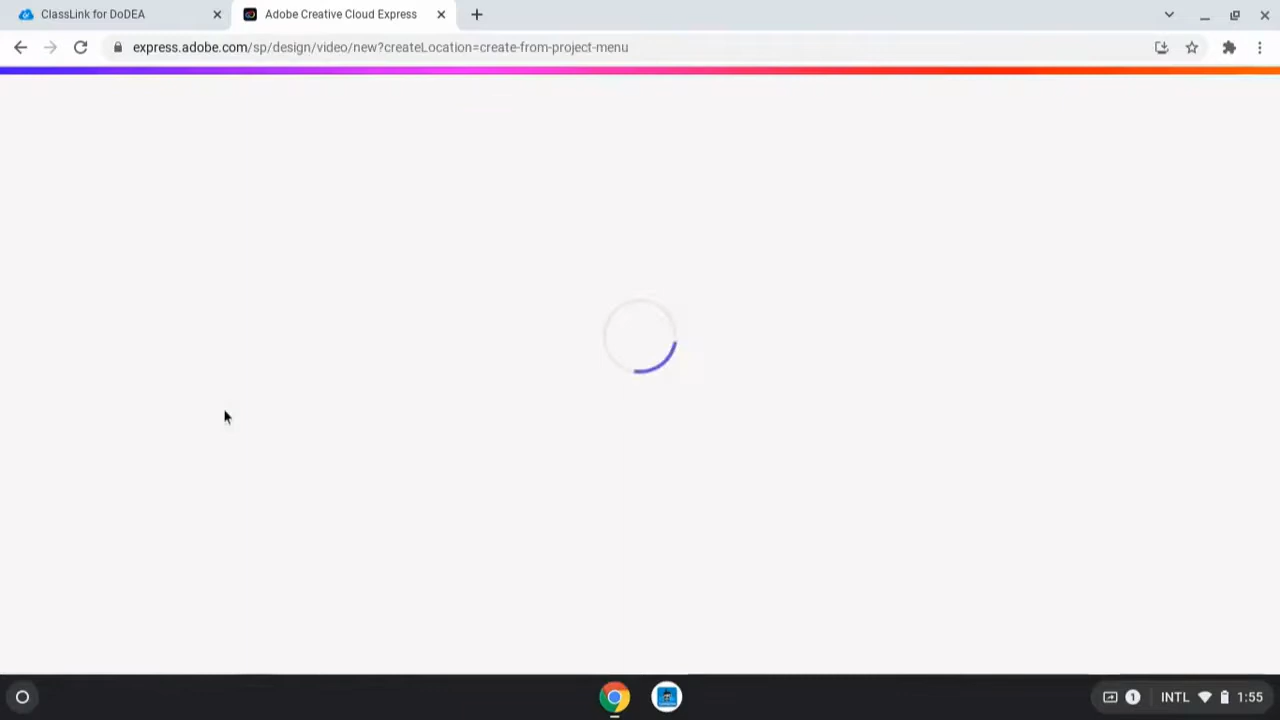 ClassLink for DoDEA
Adobe Creative Cloud Express
express.adobe.com/sp/design/video/new?createLocation=create-from-project-menu
1
INTL
1:55